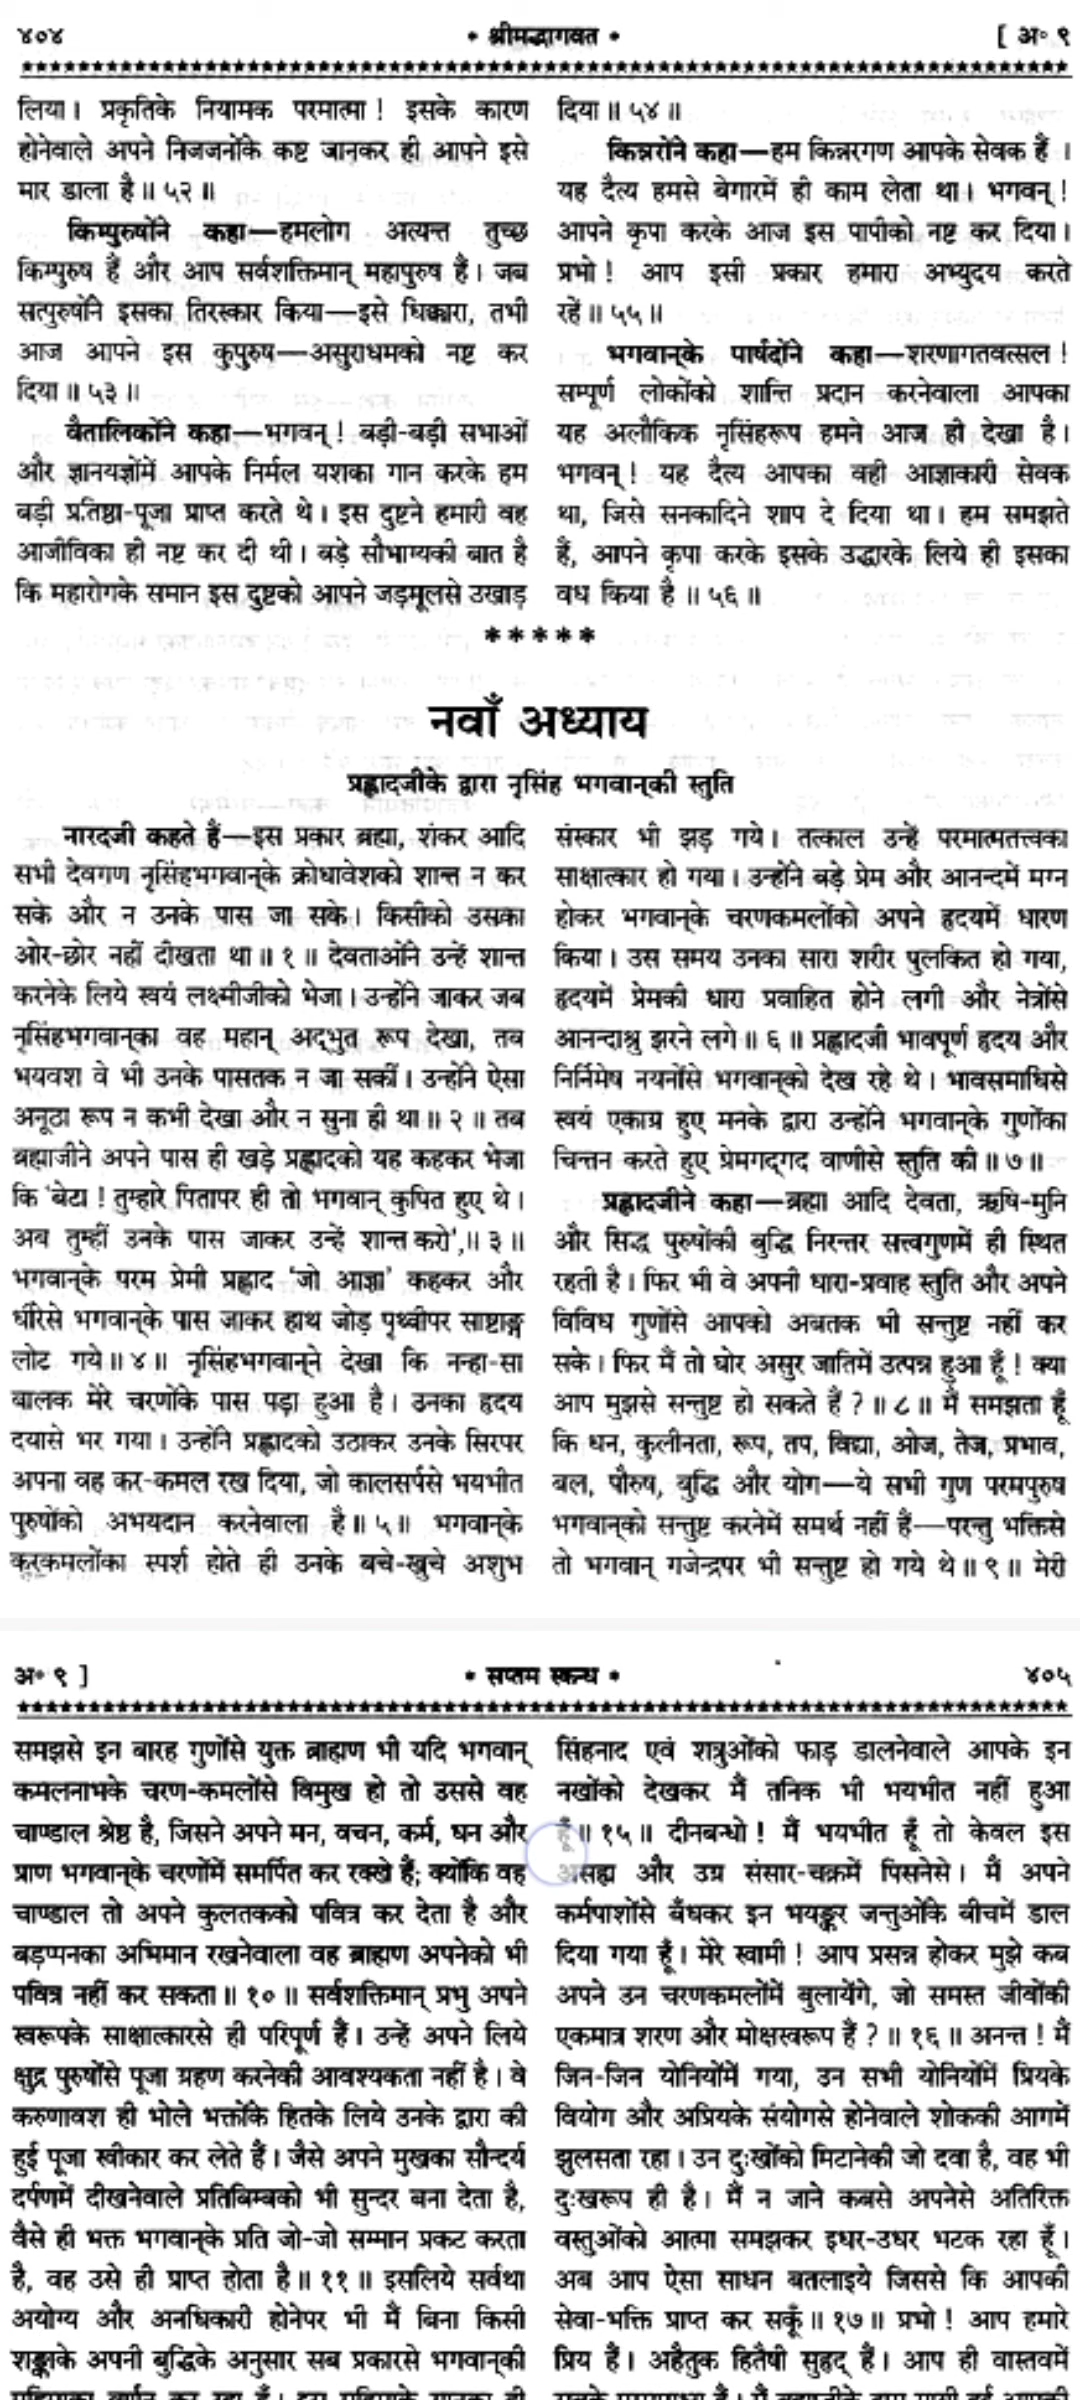 ४०४
• श्रीमद्भागवत •
[ अ॰ ९
लिया। प्रकृतिके नियामक परमात्मा! इसके कारण
होनेवाले अपने निजजनोंके कष्ट जानकर ही आपने इसे
मार डाला है॥ ५२॥
किम्पुरुषोंने कहा—हमलोग अत्यन्त तुच्छ
किम्पुरुष हैं और आप सर्वशक्तिमान् महापुरुष हैं। जब
सत्पुरुषोंने इसका तिरस्कार किया—इसे धिक्कारा, तभी
आज आपने इस कुपुरुष—असुराधमको नष्ट कर
दिया॥ ५३॥
वैतालिकोंने कहा—भगवन्! बड़ी-बड़ी सभाओं
और ज्ञानयज्ञोंमें आपके निर्मल यशका गान करके हम
बड़ी प्रतिष्ठा-पूजा प्राप्त करते थे। इस दुष्टने हमारी वह
आजीविका ही नष्ट कर दी थी। बड़े सौभाग्यकी बात है
कि महारोगके समान इस दुष्टको आपने जड़मूलसे उखाड़
दिया॥ ५४॥
किन्नरोंने कहा—हम किन्नरगण आपके सेवक हैं ।
यह दैत्य हमसे बेगारमें ही काम लेता था। भगवन्!
आपने कृपा करके आज इस पापीको नष्ट कर दिया।
प्रभो! आप इसी प्रकार हमारा अभ्युदय करते
रहें॥ ५५॥
भगवान्‌के पार्षदोंने कहा—शरणागतवत्सल!
सम्पूर्ण लोकोंको शान्ति प्रदान करनेवाला आपका
यह अलौकिक नृसिंहरूप हमने आज ही देखा है।
भगवन्! यह दैत्य आपका वही आज्ञाकारी सेवक
था, जिसे सनकादिने शाप दे दिया था। हम समझते
हैं, आपने कृपा करके इसके उद्धारके लिये ही इसका
वध किया है॥ ५६॥
*****
नवाँ अध्याय
प्रह्लादजीके द्वारा नृसिंह भगवान्‌की स्तुति
नारदजी कहते हैं—इस प्रकार ब्रह्मा, शंकर आदि
सभी देवगण नृसिंहभगवान्‌के क्रोधावेशको शान्त न कर
सके और न उनके पास जा सके। किसीको उसका
ओर-छोर नहीं दीखता था॥ १॥ देवताओंने उन्हें शान्त
करनेके लिये स्वयं लक्ष्मीजीको भेजा। उन्होंने जाकर जब
नृसिंहभगवान्‌का वह महान् अद्भुत रूप देखा, तब
भयवश वे भी उनके पासतक न जा सकीं। उन्होंने ऐसा
अनूठा रूप न कभी देखा और न सुना ही था॥ २॥ तब
ब्रह्माजीने अपने पास ही खड़े प्रह्लादको यह कहकर भेजा
कि 'बेटा! तुम्हारे पितापर ही तो भगवान् कुपित हुए थे।
अब तुम्हीं उनके पास जाकर उन्हें शान्त करो',॥ ३॥
भगवान्‌के परम प्रेमी प्रह्लाद 'जो आज्ञा' कहकर और
धीरेसे भगवान्‌के पास जाकर हाथ जोड़ पृथ्वीपर साष्टाङ्ग
लोट गये॥ ४॥ नृसिंहभगवान्‌ने देखा कि नन्हा-सा
बालक मेरे चरणोंके पास पड़ा हुआ है। उनका हृदय
दयासे भर गया। उन्होंने प्रह्लादको उठाकर उनके सिरपर
अपना वह कर-कमल रख दिया, जो कालसर्पसे भयभीत
पुरुषोंको अभयदान करनेवाला है॥ ५॥ भगवान्‌के
करकमलोंका स्पर्श होते ही उनके बचे-खुचे अशुभ
संस्कार भी झड़ गये। तत्काल उन्हें परमात्मतत्त्वका
साक्षात्कार हो गया। उन्होंने बड़े प्रेम और आनन्दमें मग्न
होकर भगवान्‌के चरणकमलोंको अपने हृदयमें धारण
किया। उस समय उनका सारा शरीर पुलकित हो गया,
हृदयमें प्रेमकी धारा प्रवाहित होने लगी और नेत्रोंसे
आनन्दाश्रु झरने लगे॥ ६॥ प्रह्लादजी भावपूर्ण हृदय और
निर्निमेष नयनोंसे भगवान्‌को देख रहे थे। भावसमाधिसे
स्वयं एकाग्र हुए मनके द्वारा उन्होंने भगवान्‌के गुणोंका
चिन्तन करते हुए प्रेमगद्‌गद वाणीसे स्तुति की॥ ७॥
प्रह्लादजीने कहा—ब्रह्मा आदि देवता, ऋषि-मुनि
और सिद्ध पुरुषोंकी बुद्धि निरन्तर सत्त्वगुणमें ही स्थित
रहती है। फिर भी वे अपनी धारा-प्रवाह स्तुति और अपने
विविध गुणोंसे आपको अबतक भी सन्तुष्ट नहीं कर
सके। फिर मैं तो घोर असुर जातिमें उत्पन्न हुआ हूँ! क्या
आप मुझसे सन्तुष्ट हो सकते हैं?॥ ८॥ मैं समझता हूँ
कि धन, कुलीनता, रूप, तप, विद्या, ओज, तेज, प्रभाव,
बल, पौरुष, बुद्धि और योग—ये सभी गुण परमपुरुष
भगवान्‌को सन्तुष्ट करनेमें समर्थ नहीं हैं—परन्तु भक्तिसे
तो भगवान् गजेन्द्रपर भी सन्तुष्ट हो गये थे॥ ९॥ मेरी
अ॰ ९ ]
• सप्तम स्कन्ध •
४०५
समझसे इन बारह गुणोंसे युक्त ब्राह्मण भी यदि भगवान्
कमलनाभके चरण-कमलोंसे विमुख हो तो उससे वह
चाण्डाल श्रेष्ठ है, जिसने अपने मन, वचन, कर्म, धन और
प्राण भगवान्‌के चरणोंमें समर्पित कर रक्खे हैं; क्योंकि वह
चाण्डाल तो अपने कुलतकको पवित्र कर देता है और
बड़प्पनका अभिमान रखनेवाला वह ब्राह्मण अपनेको भी
पवित्र नहीं कर सकता॥ १०॥ सर्वशक्तिमान् प्रभु अपने
स्वरूपके साक्षात्कारसे ही परिपूर्ण हैं। उन्हें अपने लिये
क्षुद्र पुरुषोंसे पूजा ग्रहण करनेकी आवश्यकता नहीं है। वे
करुणावश ही भोले भक्तोंके हितके लिये उनके द्वारा की
हुई पूजा स्वीकार कर लेते हैं। जैसे अपने मुखका सौन्दर्य
दर्पणमें दीखनेवाले प्रतिबिम्बको भी सुन्दर बना देता है,
वैसे ही भक्त भगवान्‌के प्रति जो-जो सम्मान प्रकट करता
है, वह उसे ही प्राप्त होता है॥ ११॥ इसलिये सर्वथा
अयोग्य और अनधिकारी होनेपर भी मैं बिना किसी
शङ्काके अपनी बुद्धिके अनुसार सब प्रकारसे भगवान्‌की
सिंहनाद एवं शत्रुओंको फाड़ डालनेवाले आपके इन
नखोंको देखकर मैं तनिक भी भयभीत नहीं हुआ
हूँ॥ १५॥ दीनबन्धो! मैं भयभीत हूँ तो केवल इस
असह्य और उग्र संसार-चक्रमें पिसनेसे। मैं अपने
कर्मपाशोंसे बँधकर इन भयङ्कर जन्तुओंके बीचमें डाल
दिया गया हूँ। मेरे स्वामी! आप प्रसन्न होकर मुझे कब
अपने उन चरणकमलोंमें बुलायेंगे, जो समस्त जीवोंकी
एकमात्र शरण और मोक्षस्वरूप हैं?॥ १६॥ अनन्त! मैं
जिन-जिन योनियोंमें गया, उन सभी योनियोंमें प्रियके
वियोग और अप्रियके संयोगसे होनेवाले शोककी आगमें
झुलसता रहा। उन दुःखोंको मिटानेकी जो दवा है, वह भी
दुःखरूप ही है। मैं न जाने कबसे अपनेसे अतिरिक्त
वस्तुओंको आत्मा समझकर इधर-उधर भटक रहा हूँ।
अब आप ऐसा साधन बतलाइये जिससे कि आपकी
सेवा-भक्ति प्राप्त कर सकूँ॥ १७॥ प्रभो! आप हमारे
प्रिय हैं। अहैतुक हितैषी सुहृद् हैं। आप ही वास्तवमें